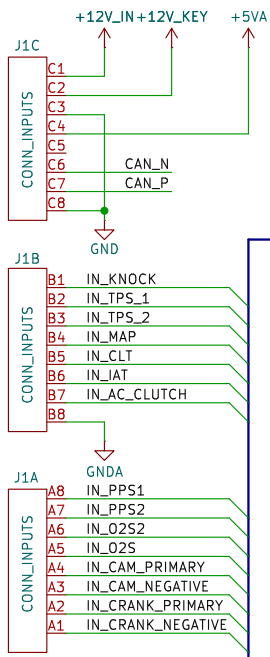 +12V_IN +12V_KEY +5VA
J1C
CONN_INPUTS
C1
C2
C3
C4
C5
C6 CAN_N
C7 CAN_P
C8
GND
J1B
CONN_INPUTS
B1 IN_KNOCK
B2 IN_TPS_1
B3 IN_TPS_2
B4 IN_MAP
B5 IN_CLT
B6 IN_IAT
B7 IN_AC_CLUTCH
B8
GNDA
J1A
CONN_INPUTS
A8 IN_PPS1
A7 IN_PPS2
A6 IN_O2S2
A5 IN_O2S
A4 IN_CAM_PRIMARY
A3 IN_CAM_NEGATIVE
A2 IN_CRANK_PRIMARY
A1 IN_CRANK_NEGATIVE